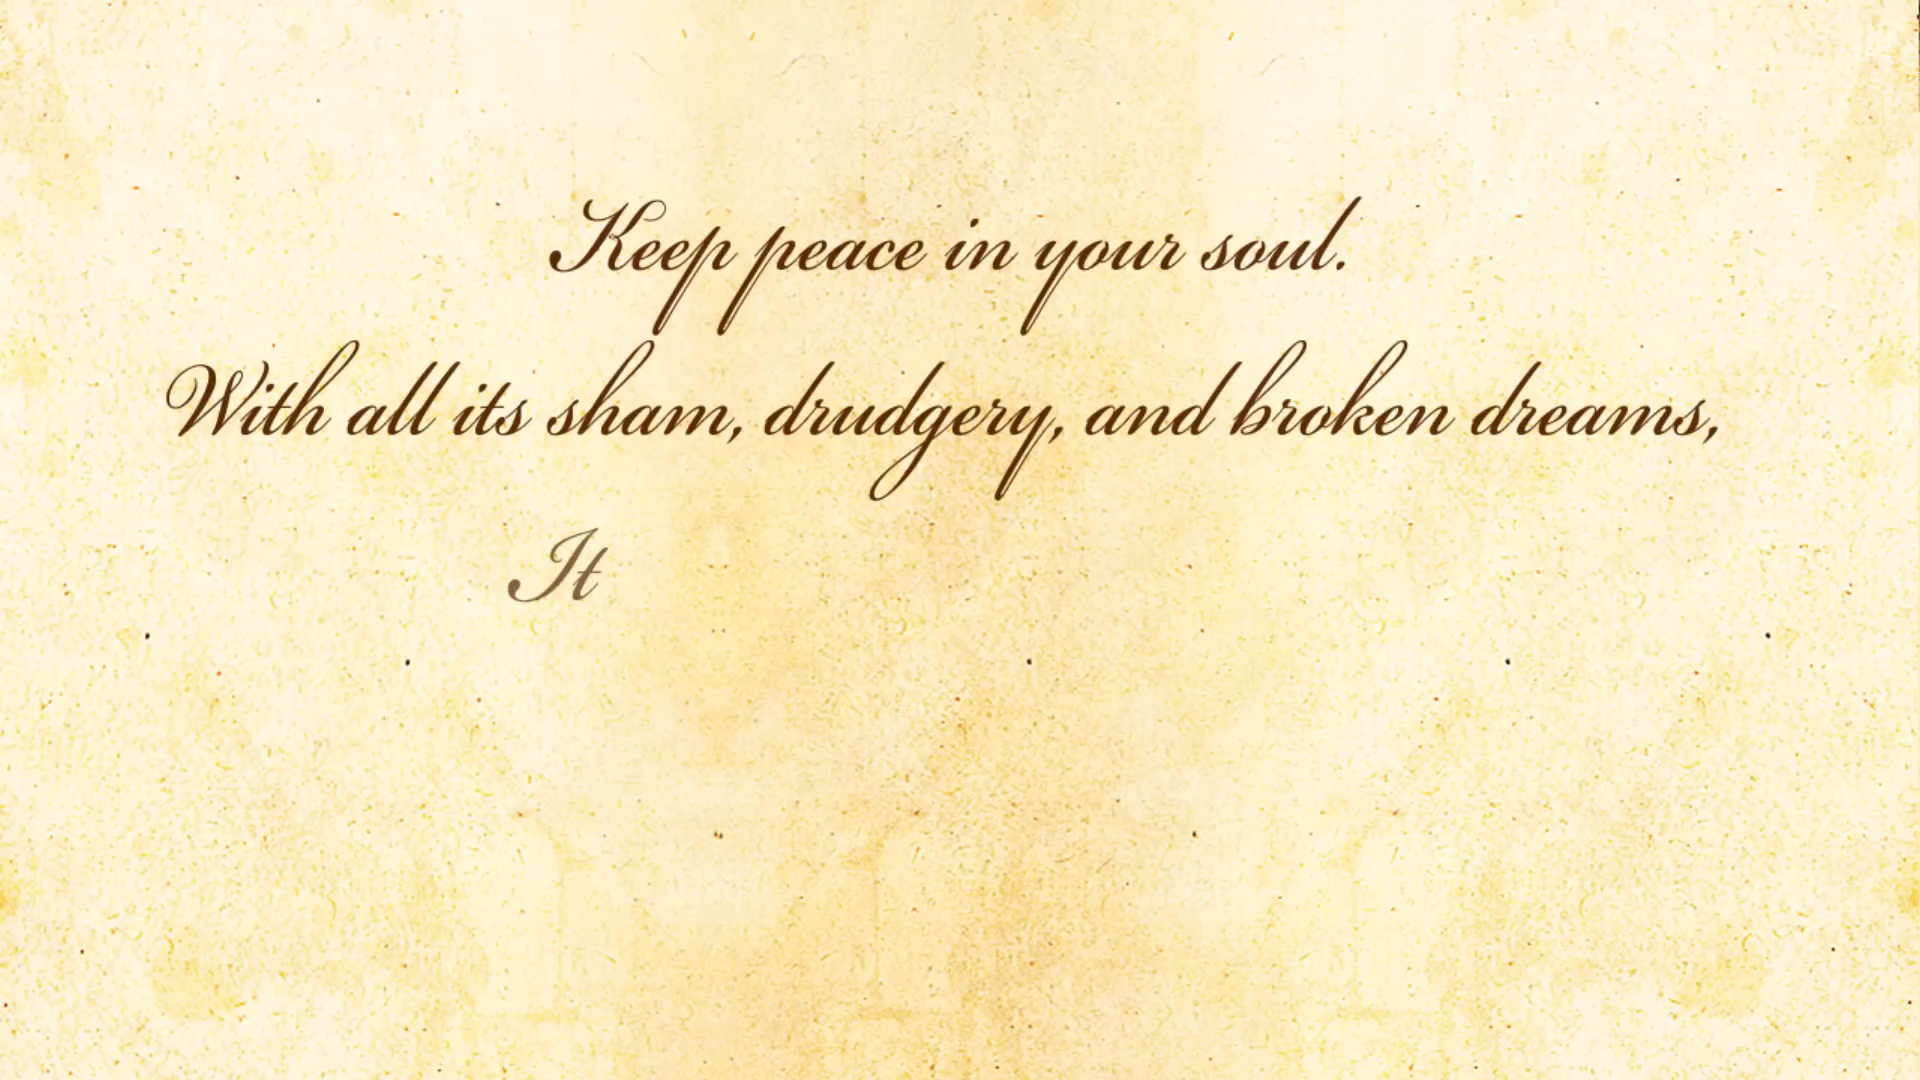 Keep peace in your soul.
With all its sham, drudgery, and broken dreams,
It